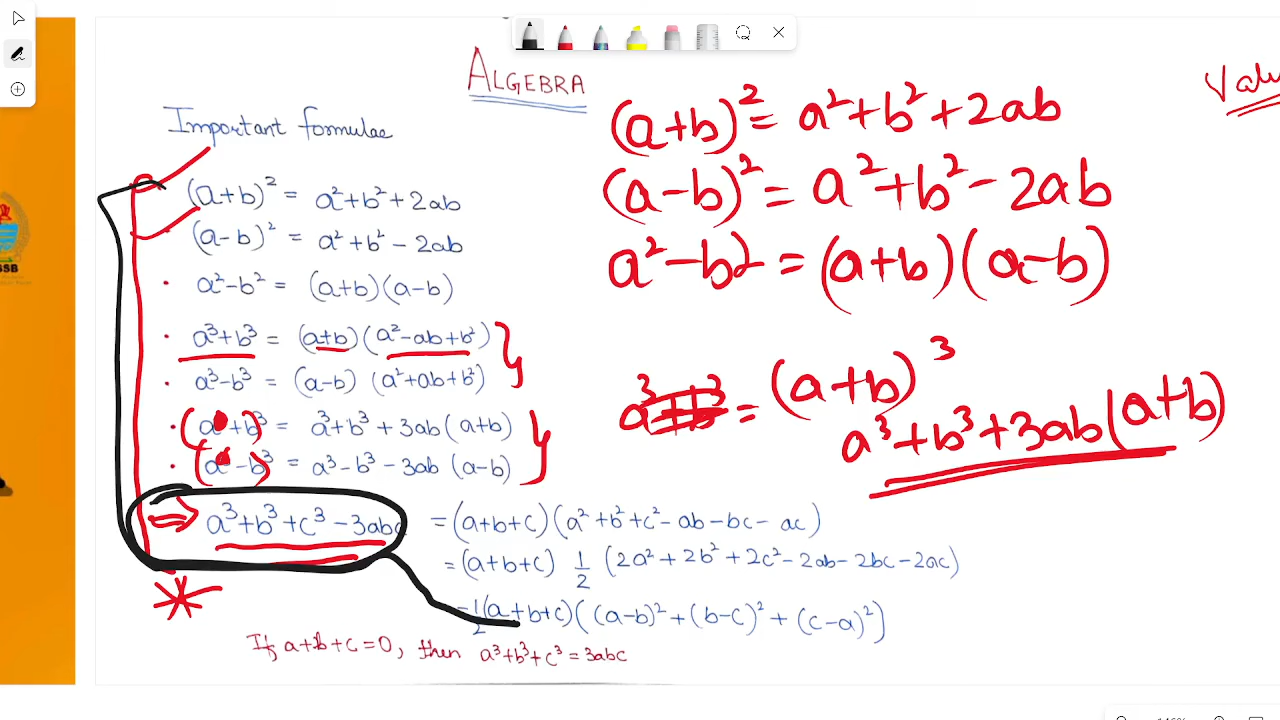 ALGEBRA
Important formulae
(a+b)² = a²+b²+2ab
(a-b)² = a²+b²-2ab
• a²-b² = (a+b)(a-b)
• a³+b³ = (a+b)(a²-ab+b²)
• a³-b³ = (a-b)(a²+ab+b²)
• (a+b)³ = a³+b³+3ab(a+b)
• (a-b)³ = a³-b³-3ab(a-b)
⇒ a³+b³+c³-3abc = (a+b+c)(a²+b²+c²-ab-bc-ac)
= (a+b+c) 1/2 (2a²+2b²+2c²-2ab-2bc-2ac)
= 1/2(a+b+c)((a-b)²+(b-c)²+(c-a)²)
If a+b+c=0, then a³+b³+c³=3abc
(a+b)² = a²+b²+2ab
(a-b)² = a²+b²-2ab
a²-b2 = (a+b)(a-b)
a³+b³ = (a+b)³
a³+b³+3ab(a+b)
SSB